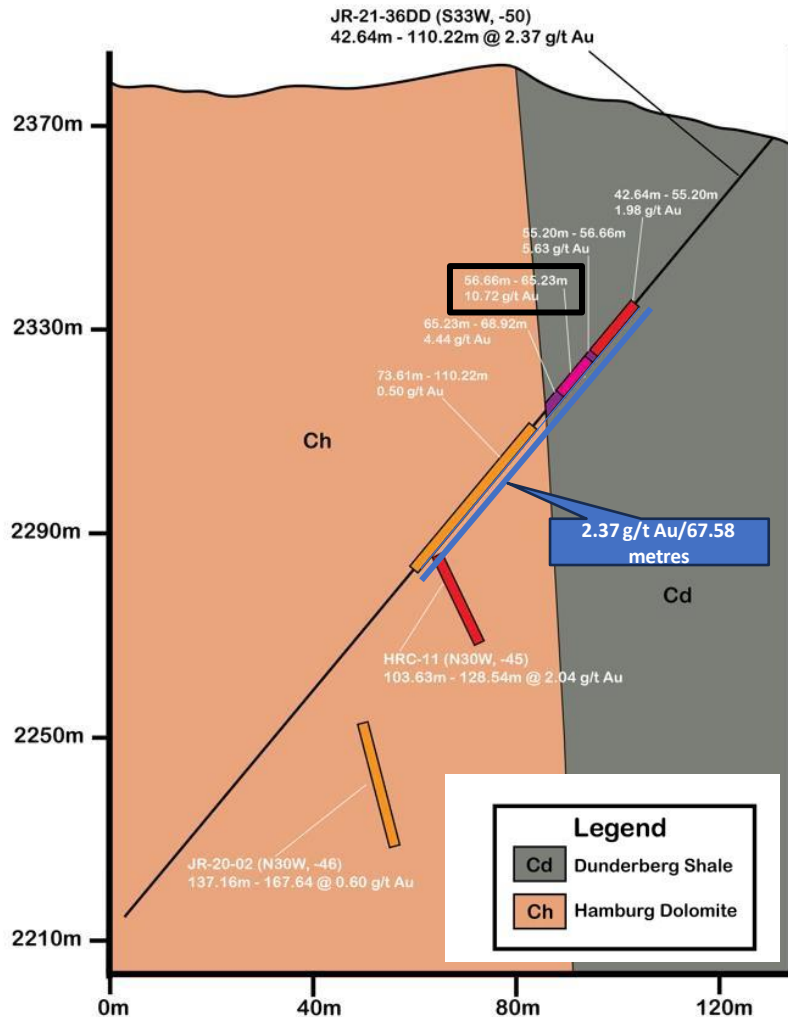 JR-21-36DD (S33W, -50)
42.64m - 110.22m @ 2.37 g/t Au
2370m
42.64m - 55.20m
1.98 g/t Au
55.20m - 56.66m
5.63 g/t Au
56.66m - 65.23m
10.72 g/t Au
2330m
65.23m - 68.92m
4.44 g/t Au
73.61m - 110.22m
0.50 g/t Au
Ch
2290m
2.37 g/t Au/67.58
metres
Cd
HRC-11 (N30W, -45)
103.63m - 128.54m @ 2.04 g/t Au
2250m
JR-20-02 (N30W, -46)
137.16m - 167.64 @ 0.60 g/t Au
Legend
Cd Dunderberg Shale
Ch Hamburg Dolomite
2210m
0m 40m 80m 120m